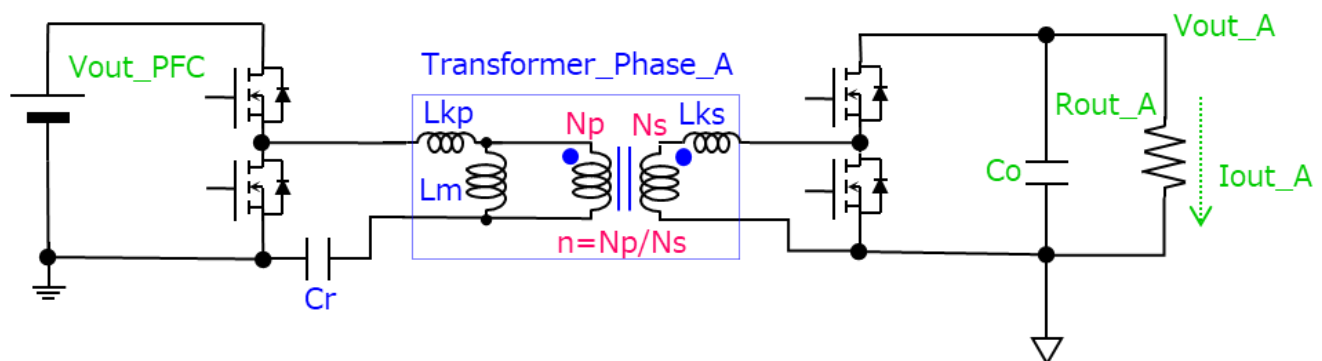 Vout_A
Vout_PFC
Transformer_Phase_A
Rout_A
Lkp
Np
Ns
Lks
Co
Iout_A
Lm
n=Np/Ns
Cr